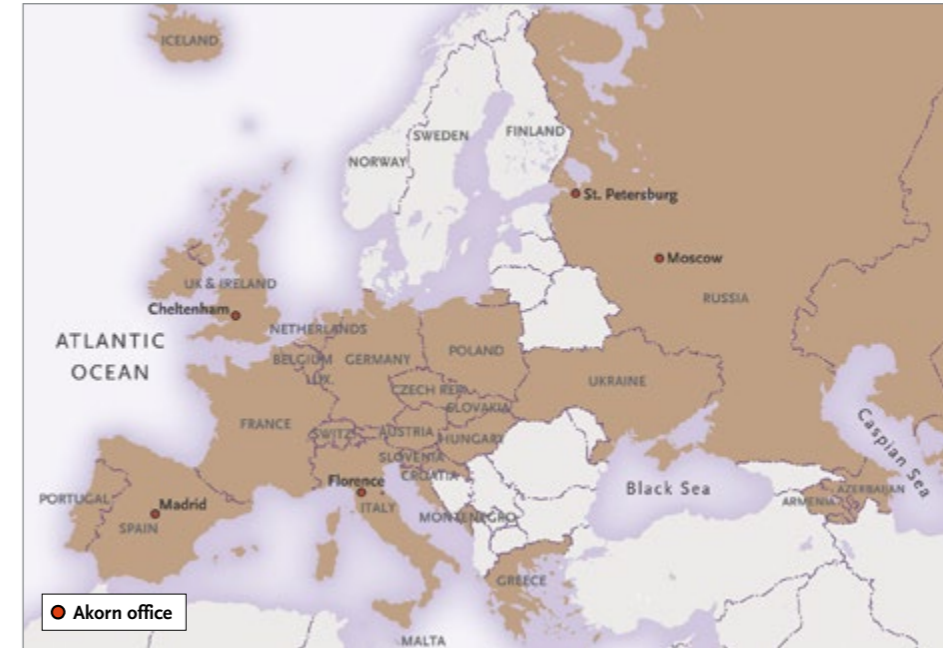 ICELAND
SWEDEN
FINLAND
NORWAY
St. Petersburg
Moscow
UK & IRELAND
RUSSIA
Cheltenham
NETHERLANDS
ATLANTIC
OCEAN
BELGIUM
GERMANY
POLAND
LUX.
UKRAINE
CZECH REP.
SLOVAKIA
FRANCE
SWITZ.
AUSTRIA
HUNGARY
SLOVENIA
CROATIA
Caspian Sea
Florence
Black Sea
AZERBAIJAN
ARMENIA
PORTUGAL
Madrid
ITALY
SPAIN
MONTENEGRO
GREECE
Akorn office
MALTA